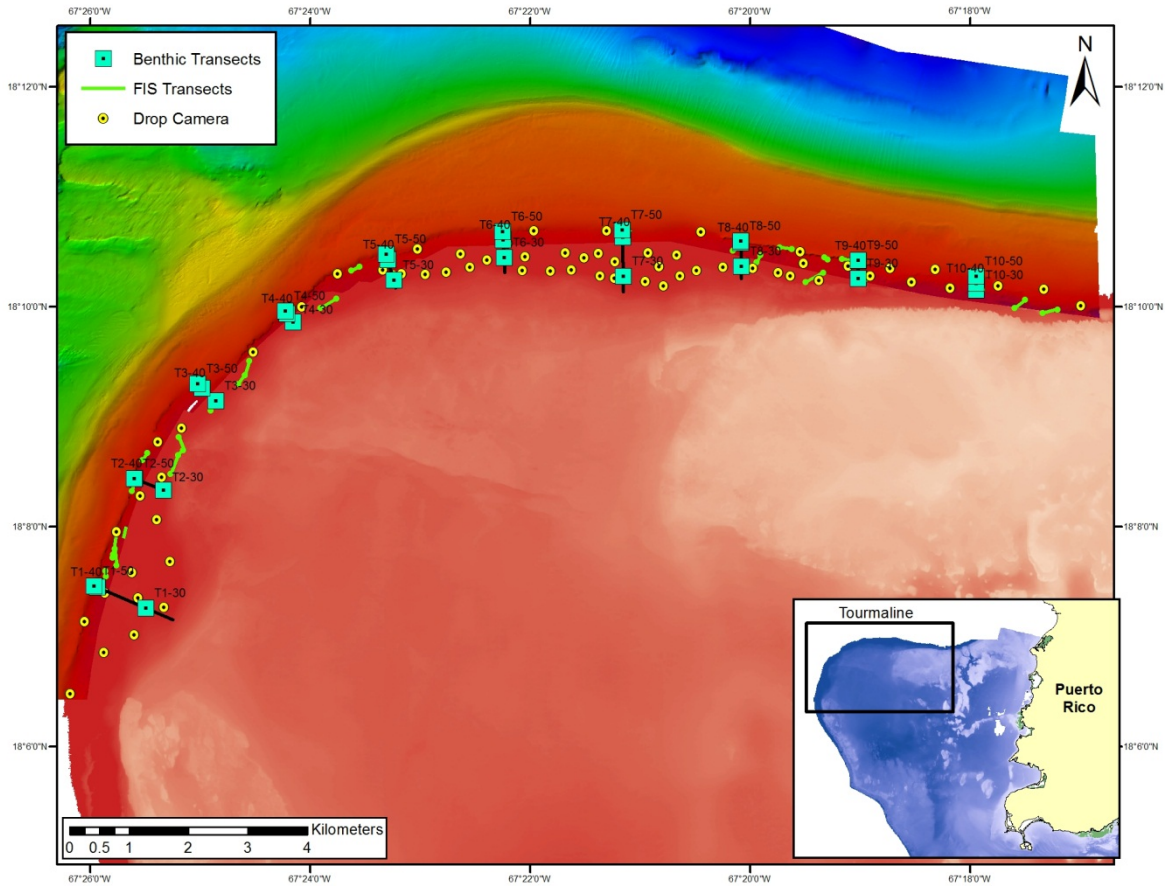 67°26'0"W 67°24'0"W 67°22'0"W 67°20'0"W 67°18'0"W
Benthic Transects
FIS Transects
Drop Camera
N
18°12'0"N 18°12'0"N
T6-40 T6-50
T7-40 T7-50
T8-40 T8-50
T5-40 T5-50
T6-30
T9-40 T9-50
T8-30
T5-30
T7-30
T9-30
T10-50
T10-40
T10-30
18°10'0"N 18°10'0"N
T4-40 T4-50
T4-30
T3-40 T3-50
T3-30
T2-40 T2-50
T2-30
18°8'0"N 18°8'0"N
T1-40
T1-30
Tourmaline
Puerto
Rico
18°6'0"N 18°6'0"N
Kilometers
0 0.5 1 2 3 4
67°26'0"W 67°24'0"W 67°22'0"W 67°20'0"W 67°18'0"W